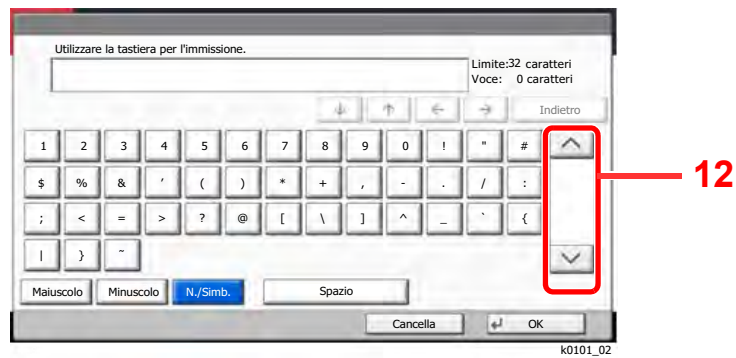 Utilizzare la tastiera per l'immissione.
Limite:32 caratteri
Voce: 0 caratteri
↓ ↑ ← → Indietro
1 2 3 4 5 6 7 8 9 0 ! " #
$ % & ' ( ) * + , - . / :
; < = > ? @ [ \ ] ^ _ ` {
| } ~
12
Maiuscolo Minuscolo N./Simb. Spazio
Cancella OK
k0101_02